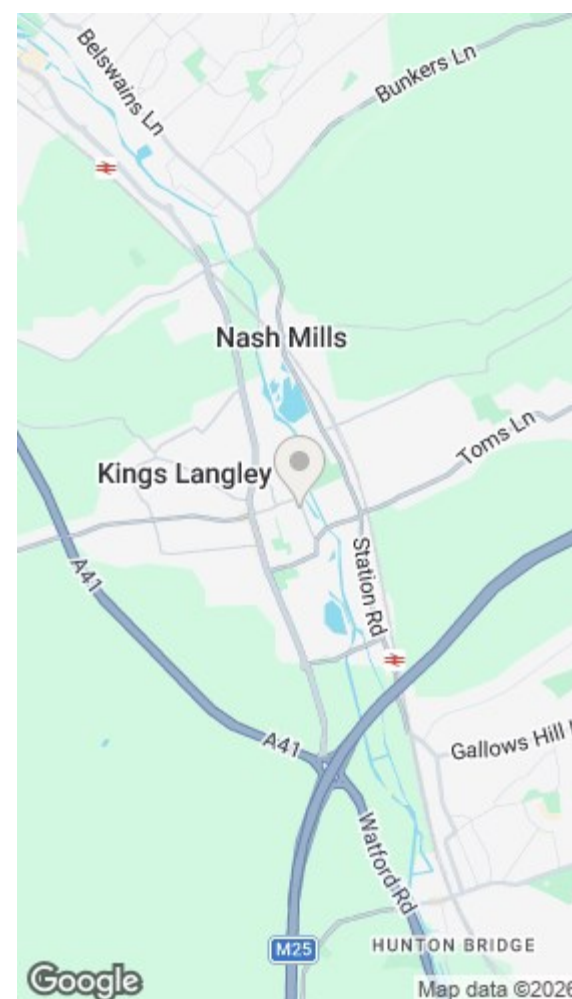 Belswains Ln
Bunkers Ln
Nash Mills
Toms Ln
Kings Langley
Station Rd
A41
A41
Gallows Hill
Watford Rd
M25
HUNTON BRIDGE
Google
Map data ©2026